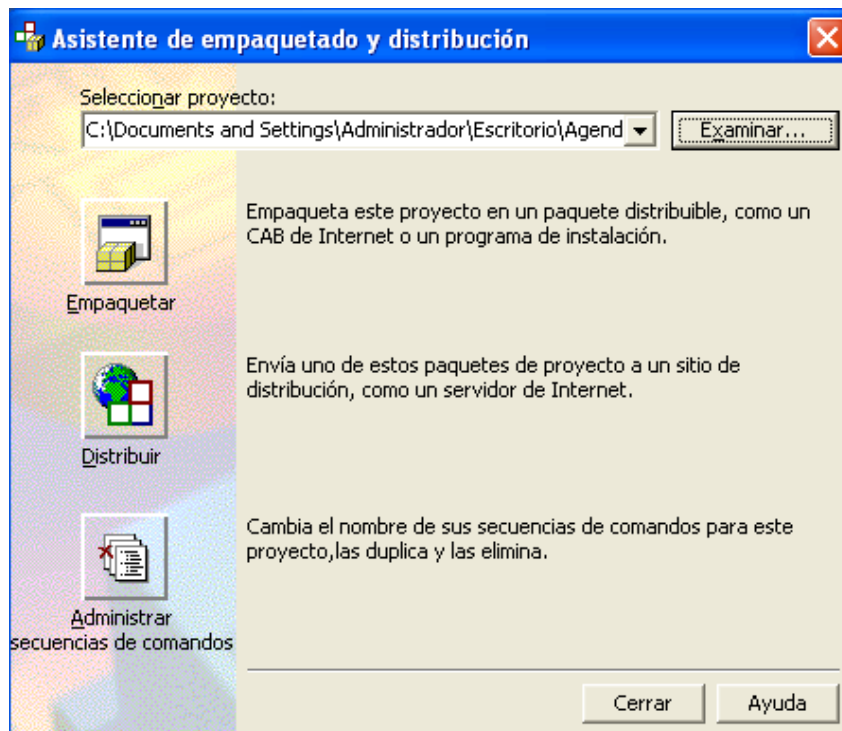 Asistente de empaquetado y distribución
Seleccionar proyecto:
C:\Documents and Settings\Administrador\Escritorio\Agend
Examinar...
Empaqueta este proyecto en un paquete distribuible, como un
CAB de Internet o un programa de instalación.
Empaquetar
Envía uno de estos paquetes de proyecto a un sitio de
distribución, como un servidor de Internet.
Distribuir
Cambia el nombre de sus secuencias de comandos para este
proyecto,las duplica y las elimina.
Administrar
secuencias de comandos
Cerrar
Ayuda